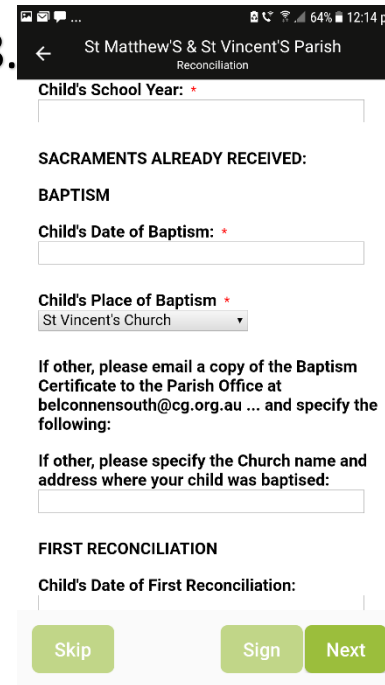 ... 64% 12:14 p
3.
St Matthew'S & St Vincent'S Parish
Reconciliation
Child's School Year: *
SACRAMENTS ALREADY RECEIVED:
BAPTISM
Child's Date of Baptism: *
Child's Place of Baptism *
St Vincent's Church
If other, please email a copy of the Baptism
Certificate to the Parish Office at
belconnensouth@cg.org.au ... and specify the
following:
If other, please specify the Church name and
address where your child was baptised:
FIRST RECONCILIATION
Child's Date of First Reconciliation:
Skip Sign Next